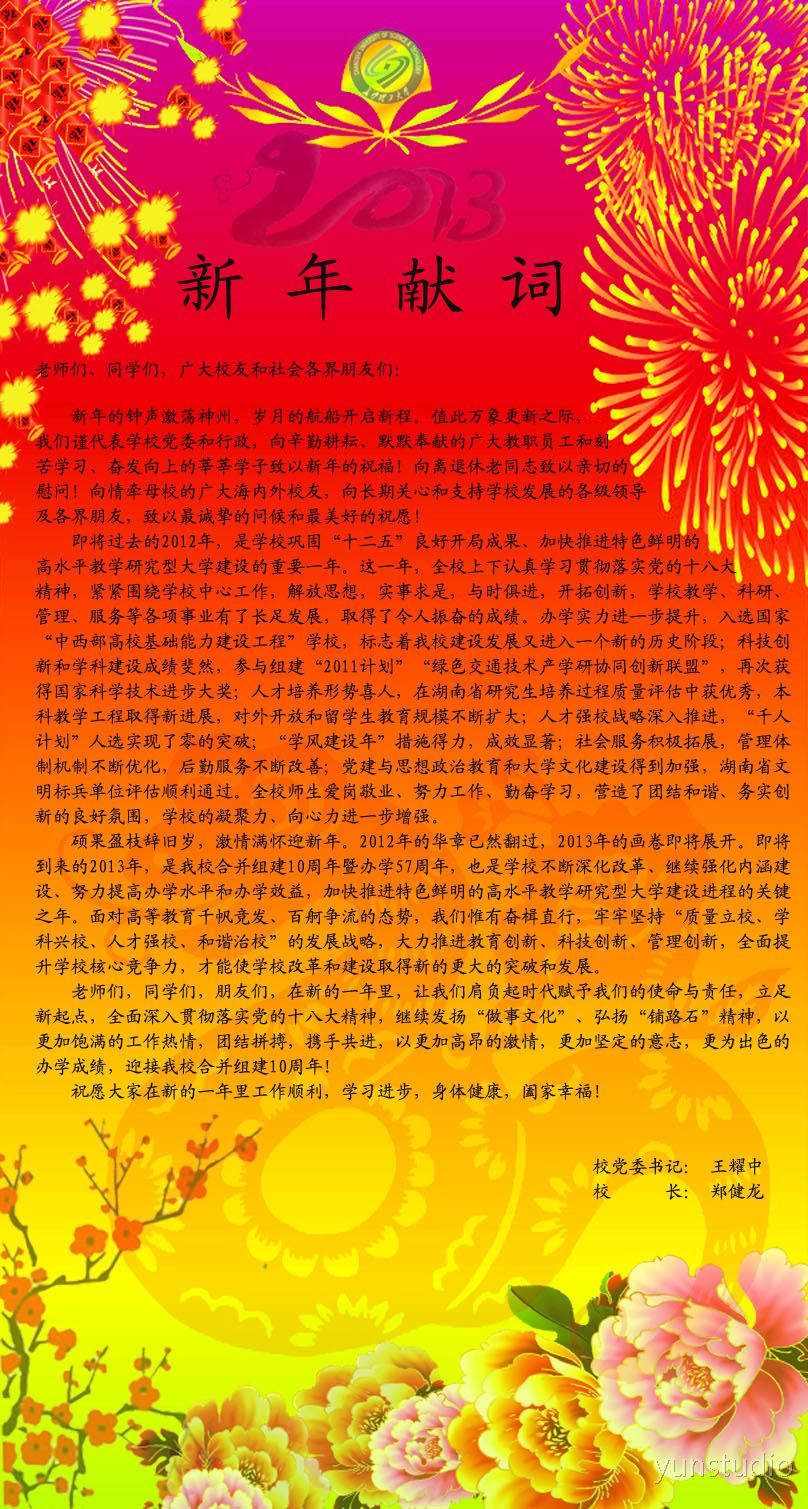 CHANGSHA UNIVERSITY OF SCIENCE & TECHNOLOGY
长沙理工大学
2013
新年献词
老师们、同学们，广大校友和社会各界朋友们：
新年的钟声激荡神州，岁月的航船开启新程。值此万象更新之际，
我们谨代表学校党委和行政，向辛勤耕耘、默默奉献的广大教职员工和刻
苦学习、奋发向上的莘莘学子致以新年的祝福！向离退休老同志致以亲切的
慰问！向情牵母校的广大海内外校友，向长期关心和支持学校发展的各级领导
及各界朋友，致以最诚挚的问候和最美好的祝愿！
即将过去的2012年，是学校巩固“十二五”良好开局成果、加快推进特色鲜明的
高水平教学研究型大学建设的重要一年。这一年，全校上下认真学习贯彻落实党的十八大
精神，紧紧围绕学校中心工作，解放思想，实事求是，与时俱进，开拓创新，学校教学、科研、
管理、服务等各项事业有了长足发展，取得了令人振奋的成绩。办学实力进一步提升，入选国家
“中西部高校基础能力建设工程”学校，标志着我校建设发展又进入一个新的历史阶段；科技创
新和学科建设成绩斐然，参与组建“2011计划”“绿色交通技术产学研协同创新联盟”，再次获
得国家科学技术进步大奖；人才培养形势喜人，在湖南省研究生培养过程质量评估中获优秀，本
科教学工程取得新进展，对外开放和留学生教育规模不断扩大；人才强校战略深入推进，“千人
计划”人选实现了零的突破；“学风建设年”措施得力，成效显著；社会服务积极拓展，管理体
制机制不断优化，后勤服务不断改善；党建与思想政治教育和大学文化建设得到加强，湖南省文
明标兵单位评估顺利通过。全校师生爱岗敬业、努力工作、勤奋学习，营造了团结和谐、务实创
新的良好氛围，学校的凝聚力、向心力进一步增强。
硕果盈枝辞旧岁，激情满怀迎新年。2012年的华章已然翻过，2013年的画卷即将展开。即将
到来的2013年，是我校合并组建10周年暨办学57周年，也是学校不断深化改革、继续强化内涵建
设、努力提高办学水平和办学效益，加快推进特色鲜明的高水平教学研究型大学建设进程的关键
之年。面对高等教育千帆竞发、百舸争流的态势，我们惟有奋楫直行，牢牢坚持“质量立校、学
科兴校、人才强校、和谐治校”的发展战略，大力推进教育创新、科技创新、管理创新，全面提
升学校核心竞争力，才能使学校改革和建设取得新的更大的突破和发展。
老师们，同学们，朋友们，在新的一年里，让我们肩负起时代赋予我们的使命与责任，立足
新起点，全面深入贯彻落实党的十八大精神，继续发扬“做事文化”、弘扬“铺路石”精神，以
更加饱满的工作热情，团结拼搏，携手共进，以更加高昂的激情，更加坚定的意志，更为出色的
办学成绩，迎接我校合并组建10周年！
祝愿大家在新的一年里工作顺利，学习进步，身体健康，阖家幸福！
校党委书记： 王耀中
校 长： 郑健龙
yunstudio